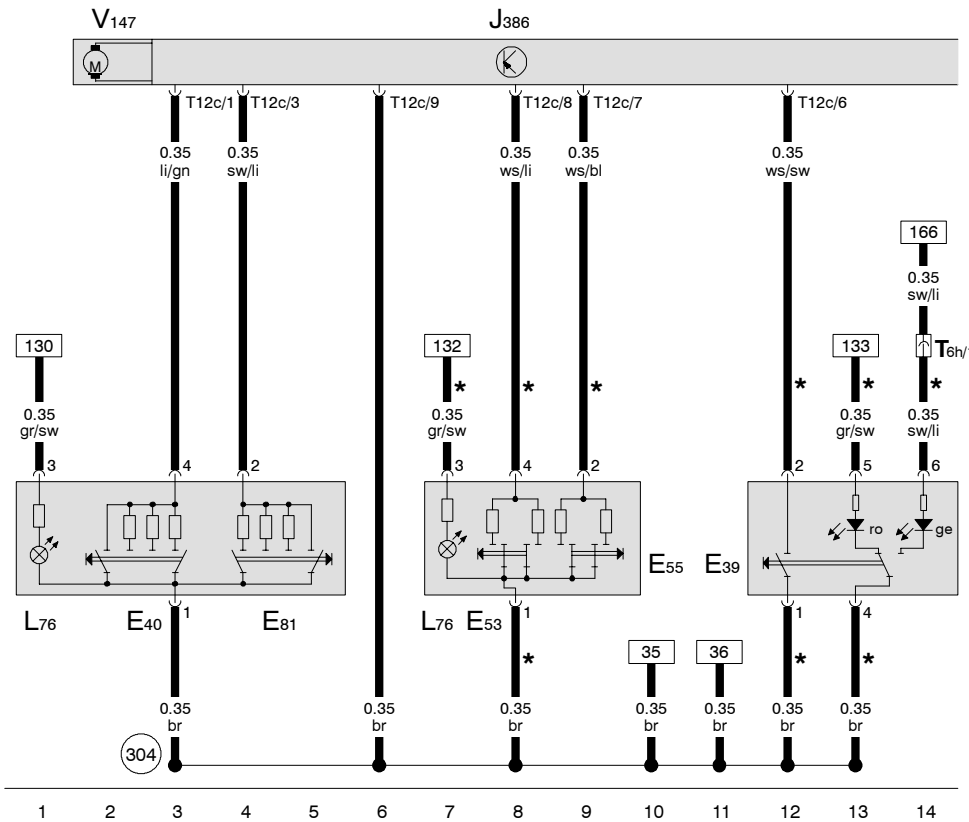 V147 J386
M
T12c/1 T12c/3 T12c/9 T12c/8 T12c/7 T12c/6
0.35 0.35 0.35 0.35 0.35
li/gn sw/li ws/li ws/bl ws/sw
166
0.35
sw/li
130 132 133 T6h/
* * * * * *
0.35 0.35 0.35 0.35
gr/sw gr/sw gr/sw sw/li
3 4 2 3 4 2 2 5 6
ro ge
E55 E39
L76 E40 1 E81 L76 E53 1 1 4
35 36
* * *
0.35 0.35 0.35 0.35 0.35 0.35 0.35
br br br br br br br
304
1 2 3 4 5 6 7 8 9 10 11 12 13 14